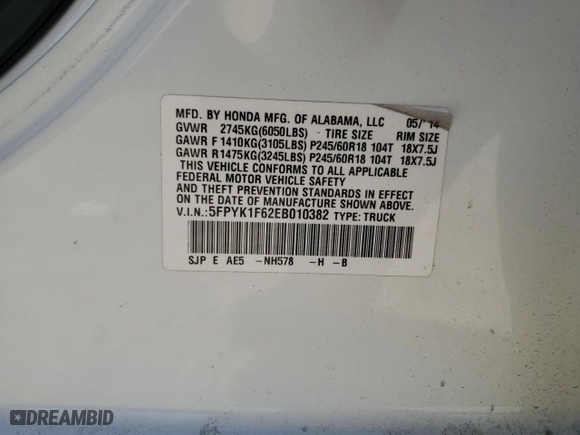 MFD. BY HONDA MFG. OF ALABAMA, LLC 05/'14
GVWR 2745KG(6050LBS) TIRE SIZE RIM SIZE
GAWR F 1410KG(3105LBS) P245/60R18 104T 18X7.5J
GAWR R1475KG(3245LBS) P245/60R18 104T 18X7.5J
THIS VEHICLE CONFORMS TO ALL APPLICABLE
FEDERAL MOTOR VEHICLE SAFETY
AND THEFT PREVENTION STANDARDS IN EFFECT
ON THE DATE OF MANUFACTURE SHOWN ABOVE.
V.I.N.:5FPYK1F62EB010382 TYPE: TRUCK
SJP E AE5 -NH578 -H -B
DREAMBID